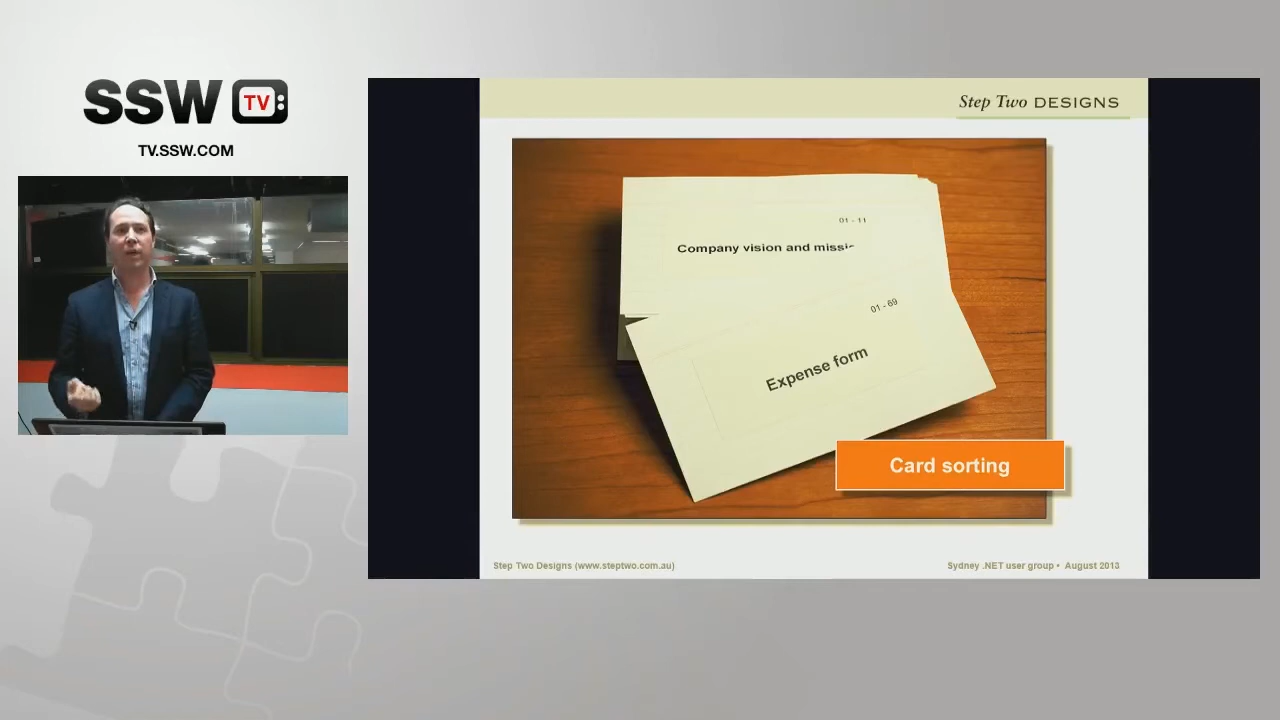 SSW TV
TV.SSW.COM
Step Two DESIGNS
01 - 11
Company vision and missi
01 - 69
Expense form
Card sorting
Step Two Designs (www.steptwo.com.au)
Sydney .NET user group • August 2013